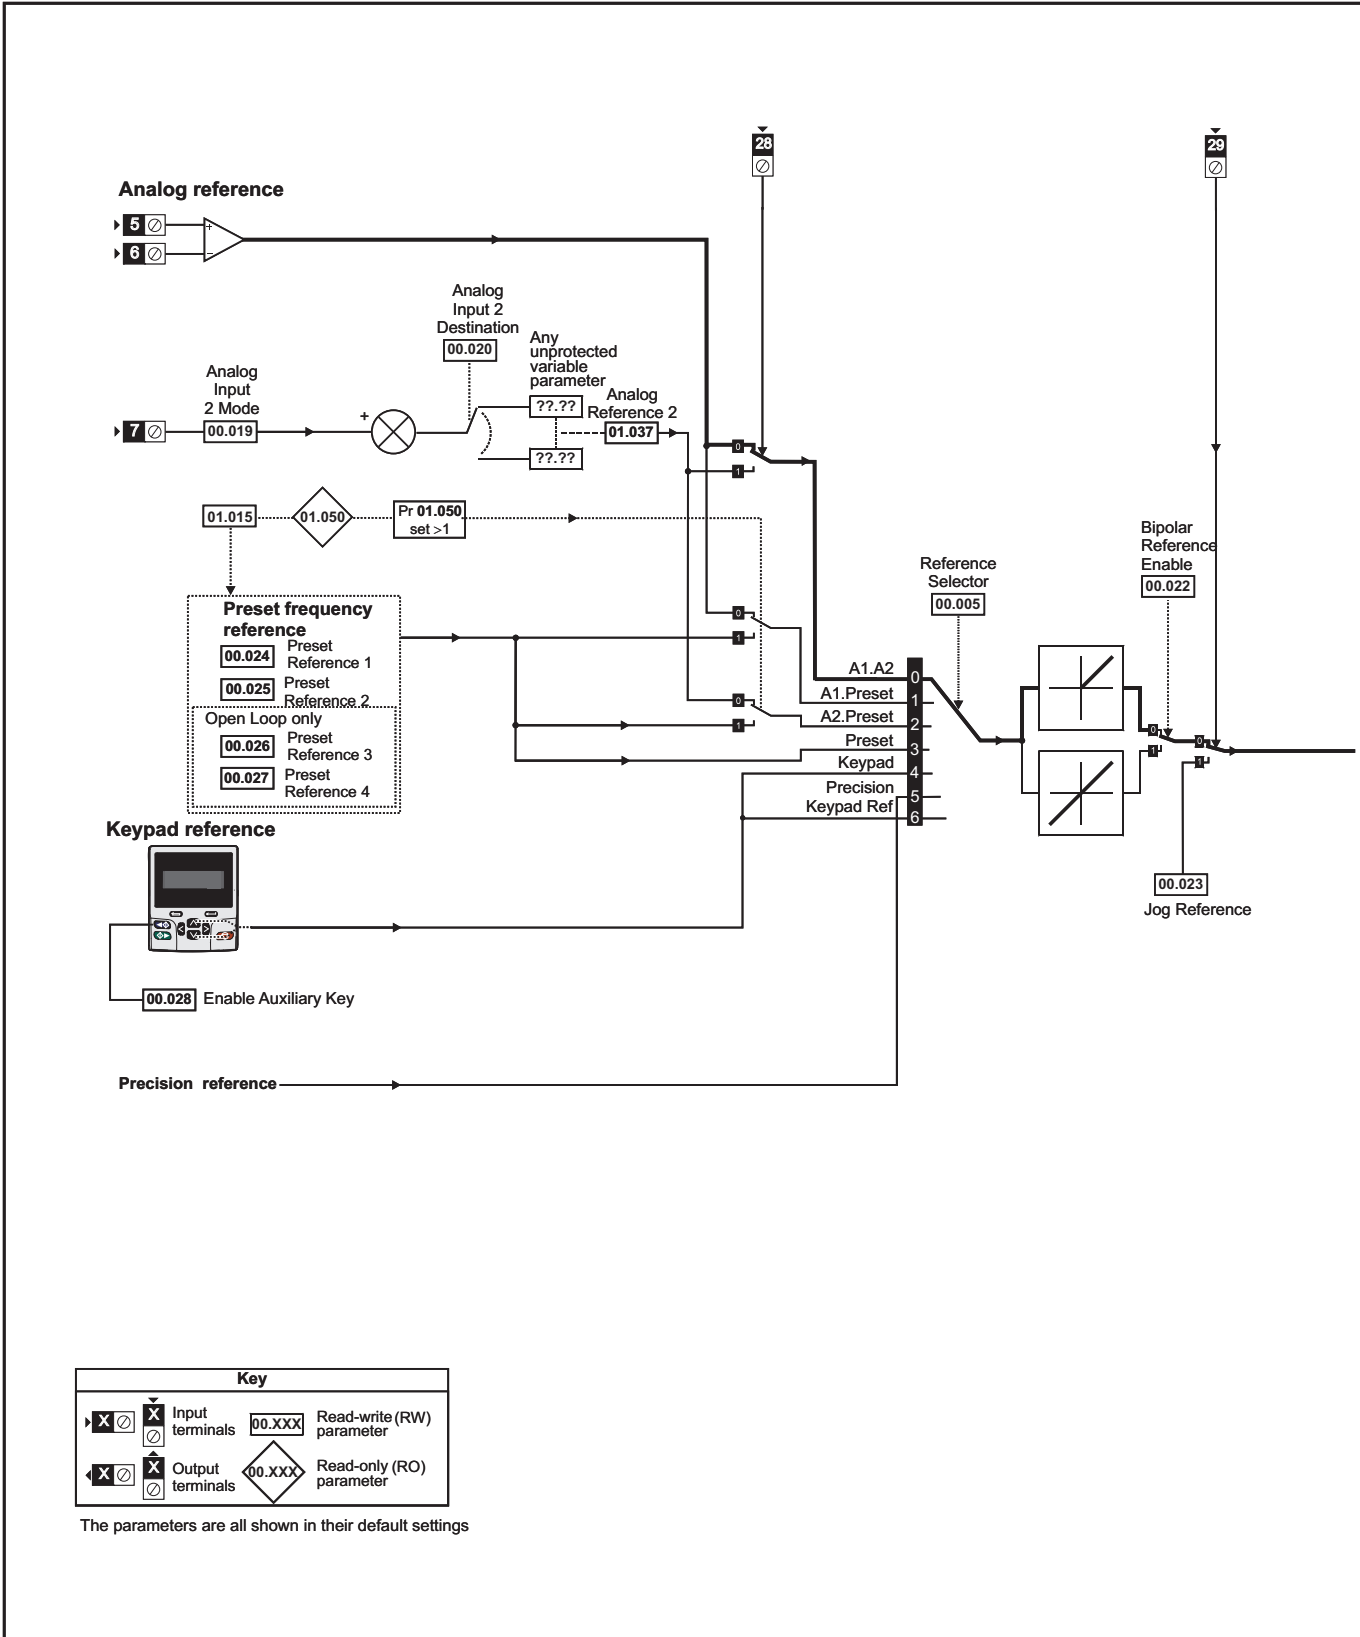 28
29
Analog reference
5
+
6
−
Analog
Input 2
Destination
00.020
Any
unprotected
variable
parameter
Analog
Input
2 Mode
Analog
Reference 2
7
00.019
+
??.??
01.037
??.??
0
1
01.015
01.050
Pr 01.050
set >1
Bipolar
Reference
Enable
00.022
Reference
Selector
00.005
Preset frequency
reference
00.024
Preset
Reference 1
00.025
Preset
Reference 2
Open Loop only
00.026
Preset
Reference 3
00.027
Preset
Reference 4
0
1
0
1
A1.A2
0
A1.Preset
1
A2.Preset
2
Preset
3
Keypad
4
Precision
5
Keypad Ref
6
0
1
0
1
00.023
Jog Reference
Keypad reference
00.028
Enable Auxiliary Key
Precision reference
Key
X
X
Input
terminals
00.XXX
Read-write (RW)
parameter
X
X
Output
terminals
00.XXX
Read-only (RO)
parameter
The parameters are all shown in their default settings